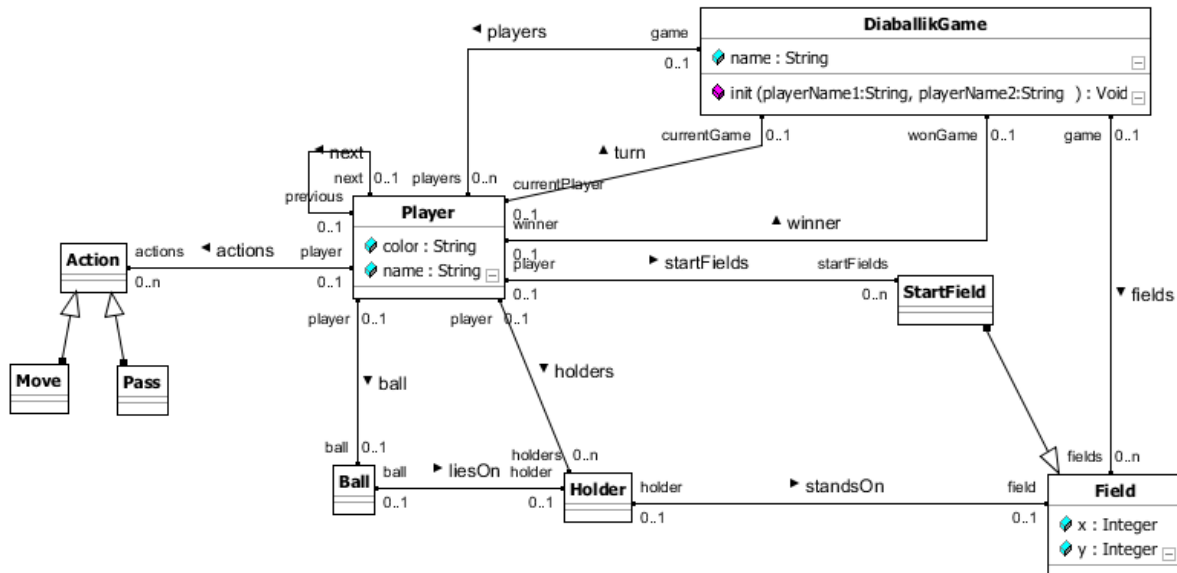 DiaballikGame
name : String
init (playerName1:String, playerName2:String ) : Void
◄ players
game
0..1
currentGame
0..1
wonGame
0..1
game
0..1
▲ turn
◄ next
next
0..1
players
0..n
previous
0..1
currentPlayer
0..1
winner
0..1
▲ winner
Player
color : String
name : String
actions
◄ actions
player
0..n
0..1
Action
Move
Pass
player
► startFields
startFields
0..1
0..n
StartField
▼ fields
player
0..1
player
0..1
▼ ball
▼ holders
ball
0..1
holders
0..n
Ball
ball
► liesOn
holder
0..1
0..1
Holder
holder
► standsOn
field
0..1
0..1
fields
0..n
Field
x : Integer
y : Integer